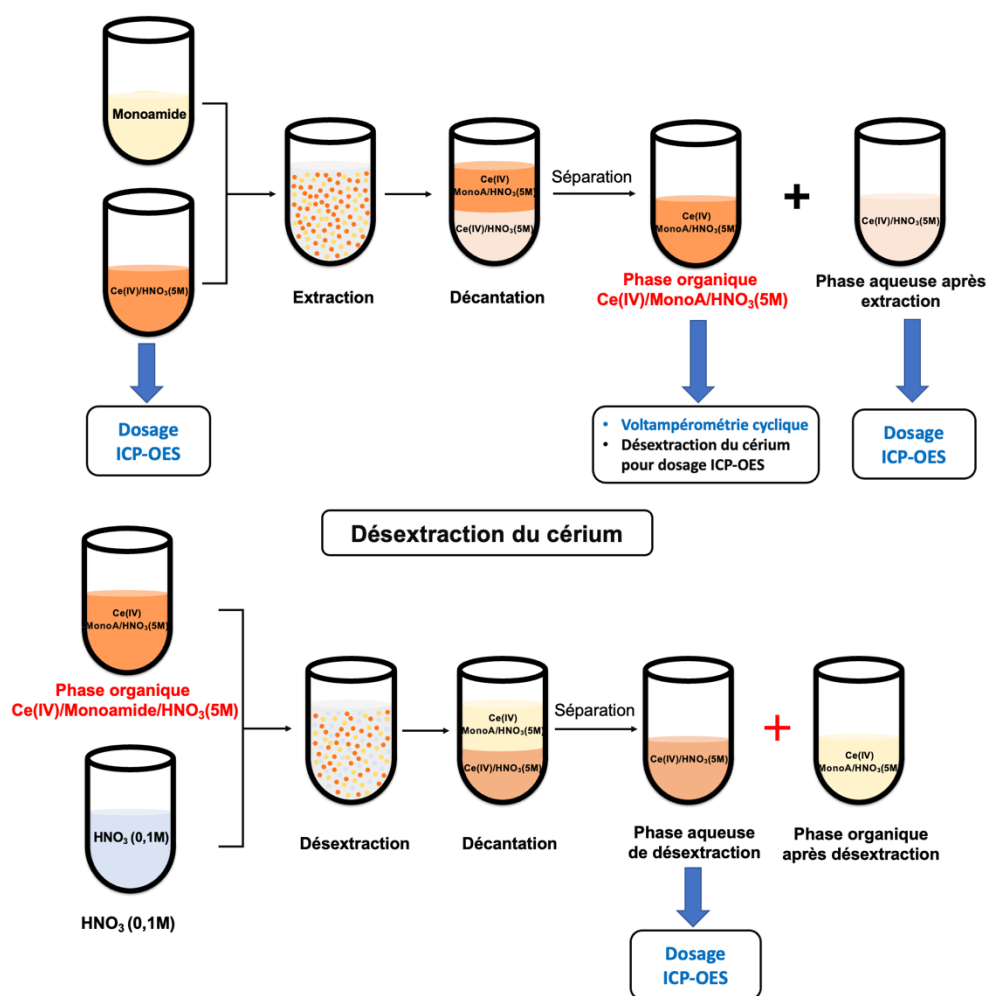 Monoamide
Ce(IV)/HNO₃(5M)
Extraction
Ce(IV)
MonoA/HNO₃(5M)
Ce(IV)/HNO₃(5M)
Décantation
Séparation
Ce(IV)
MonoA/HNO₃(5M)
Phase organique
Ce(IV)/MonoA/HNO₃(5M)
+
Ce(IV)/HNO₃(5M)
Phase aqueuse après
extraction
Dosage
ICP-OES
• Voltampérométrie cyclique
• Désextraction du cérium
pour dosage ICP-OES
Dosage
ICP-OES
Désextraction du cérium
Ce(IV)
MonoA/HNO₃(5M)
Phase organique
Ce(IV)/Monoamide/HNO₃(5M)
HNO₃ (0,1M)
HNO₃ (0,1M)
Désextraction
Ce(IV)
MonoA/HNO₃(5M)
Ce(IV)/HNO₃(5M)
Décantation
Séparation
Ce(IV)/HNO₃(5M)
Phase aqueuse
de désextraction
+
Ce(IV)
MonoA/HNO₃(5M)
Phase organique
après désextraction
Dosage
ICP-OES